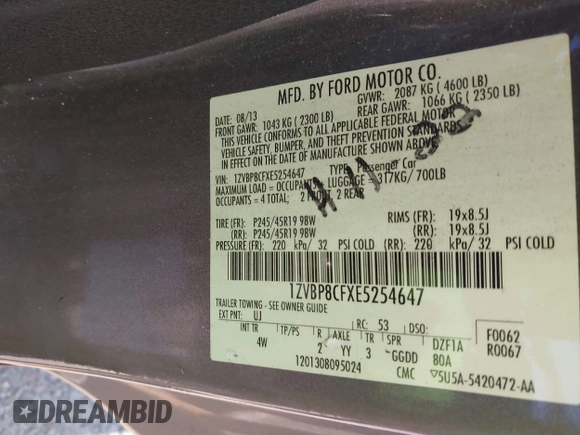 MFD. BY FORD MOTOR CO.
DATE: 08/13 GVWR: 2087 KG ( 4600 LB)
FRONT GAWR: 1043 KG ( 2300 LB) REAR GAWR: 1066 KG ( 2350 LB)
THIS VEHICLE CONFORMS TO ALL APPLICABLE FEDERAL MOTOR
VEHICLE SAFETY, BUMPER, AND THEFT PREVENTION STANDARDS
IN EFFECT ON THE DATE OF MANUFACTURE SHOWN ABOVE.
VIN: 1ZVBP8CFXE5254647 TYPE: Passenger Car
MAXIMUM LOAD = OCCUPANTS + LUGGAGE = 317KG/ 700LB
OCCUPANTS = 4 TOTAL; 2 FRONT, 2 REAR
TIRE (FR): P245/45R19 98W RIMS (FR): 19x8.5J
(RR): P245/45R19 98W (RR): 19x8.5J
PRESSURE (FR): 220 kPa/ 32 PSI COLD (RR) 220 kPa/ 32 PSI COLD
1ZVBP8CFXE5254647
TRAILER TOWING - SEE OWNER GUIDE
EXT PNT: UJ RC: 53 DSO: F0062
INT TR TP/PS R AXLE TR SPR DZF1A R0067
4W 2 YY 3 GGDD 80A
1201308095024 CMC ▽5U5A-5420472-AA
DREAMBID